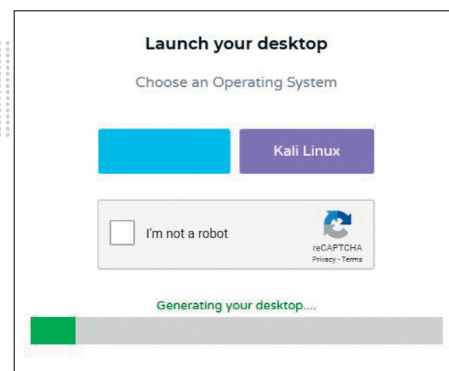 Launch your desktop
Choose an Operating System
Kali Linux
I'm not a robot
reCAPTCHA
Privacy - Terms
Generating your desktop....